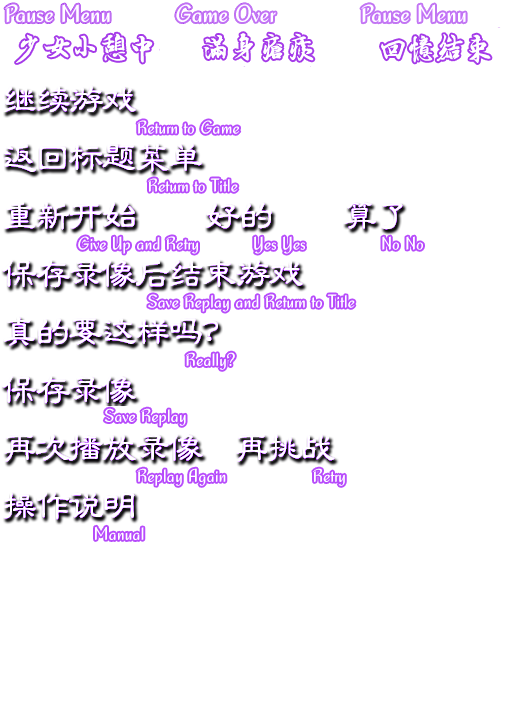 Pause Menu Game Over Pause Menu
少女小憩中 满身疮痍 回憶结束
继续游戏
Return to Game
返回标题菜单
Return to Title
重新开始 好的 算了
Give Up and Retry Yes Yes No No
保存录像后结束游戏
Save Replay and Return to Title
真的要这样吗?
Really?
保存录像
Save Replay
再次播放录像 再挑战
Replay Again Retry
操作说明
Manual